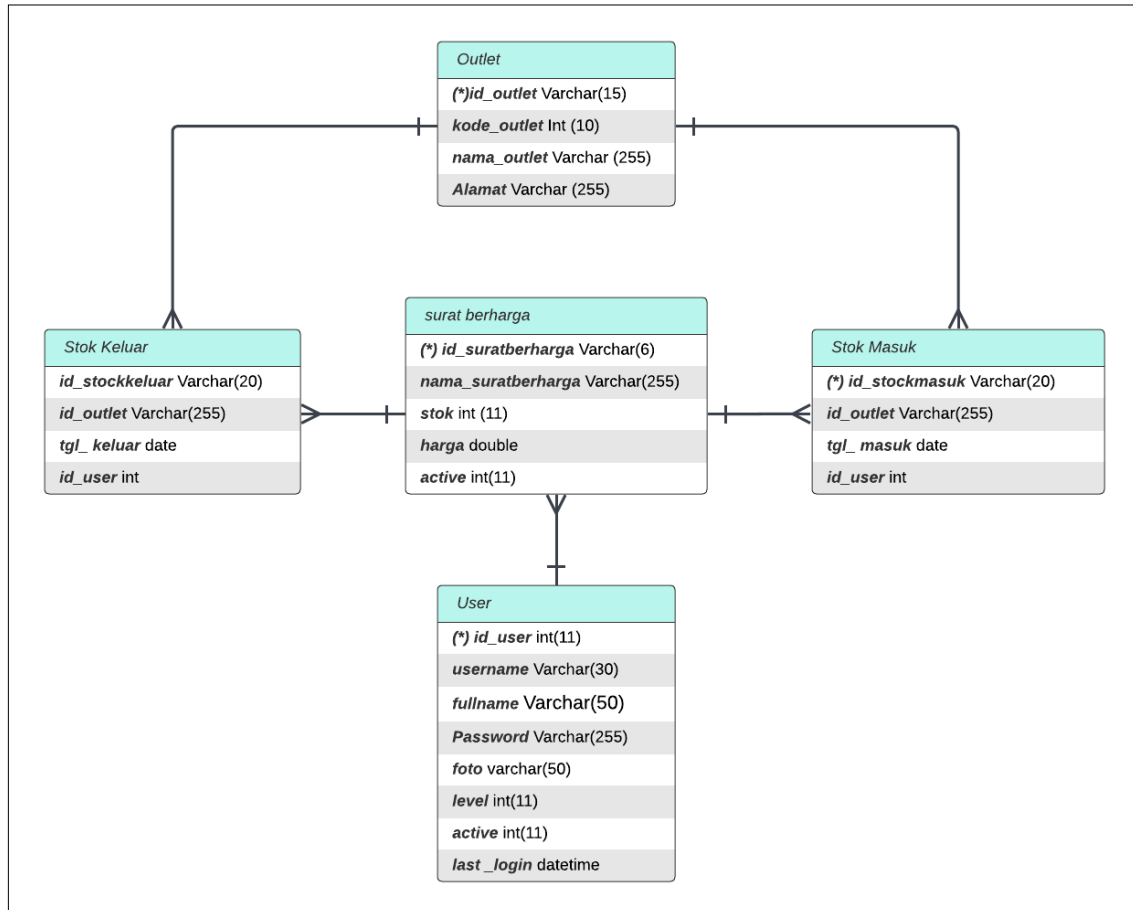 Outlet
(*)id_outlet Varchar(15)
kode_outlet Int (10)
nama_outlet Varchar (255)
Alamat Varchar (255)
Stok Keluar
id_stockkeluar Varchar(20)
id_outlet Varchar(255)
tgl_ keluar date
id_user int
surat berharga
(*) id_suratberharga Varchar(6)
nama_suratberharga Varchar(255)
stok int (11)
harga double
active int(11)
Stok Masuk
(*) id_stockmasuk Varchar(20)
id_outlet Varchar(255)
tgl_ masuk date
id_user int
User
(*) id_user int(11)
username Varchar(30)
fullname Varchar(50)
Password Varchar(255)
foto varchar(50)
level int(11)
active int(11)
last _login datetime